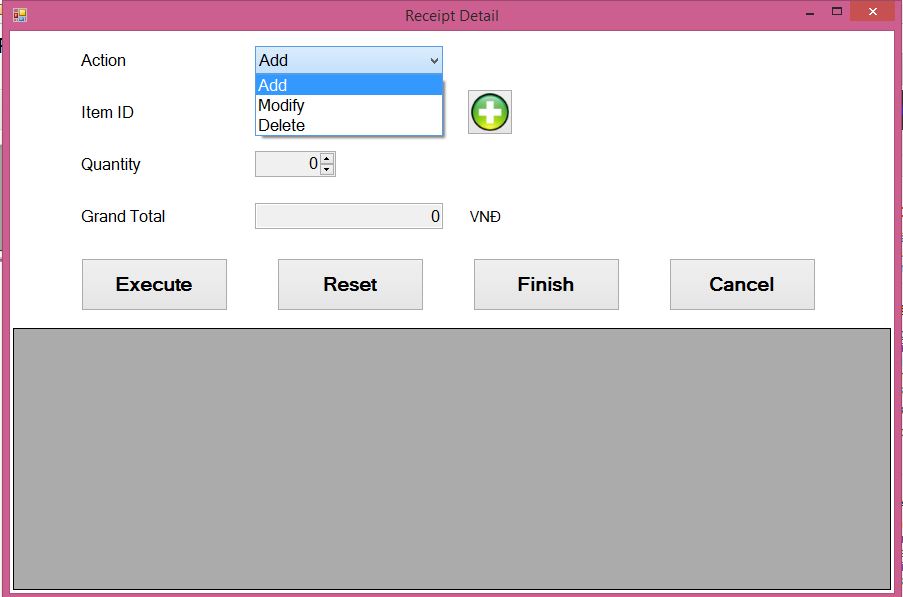 Receipt Detail
Action
Add
Add
Modify
Delete
Item ID
Quantity
0
Grand Total
0
VNĐ
Execute
Reset
Finish
Cancel